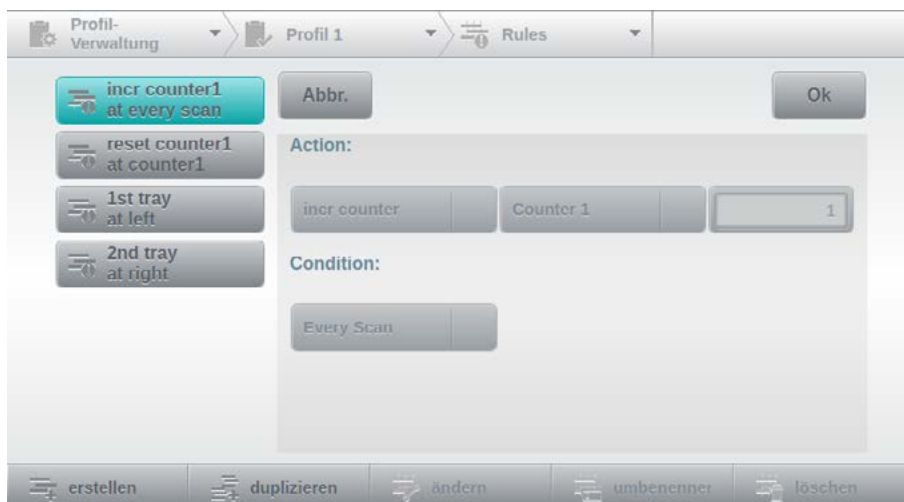 Profil-
Verwaltung
Profil 1
Rules
incr counter1
at every scan
Abbr.
Ok
reset counter1
at counter1
Action:
1st tray
at left
incr counter
Counter 1
1
2nd tray
at right
Condition:
Every Scan
erstellen
duplizieren
ändern
umbenenner
löschen